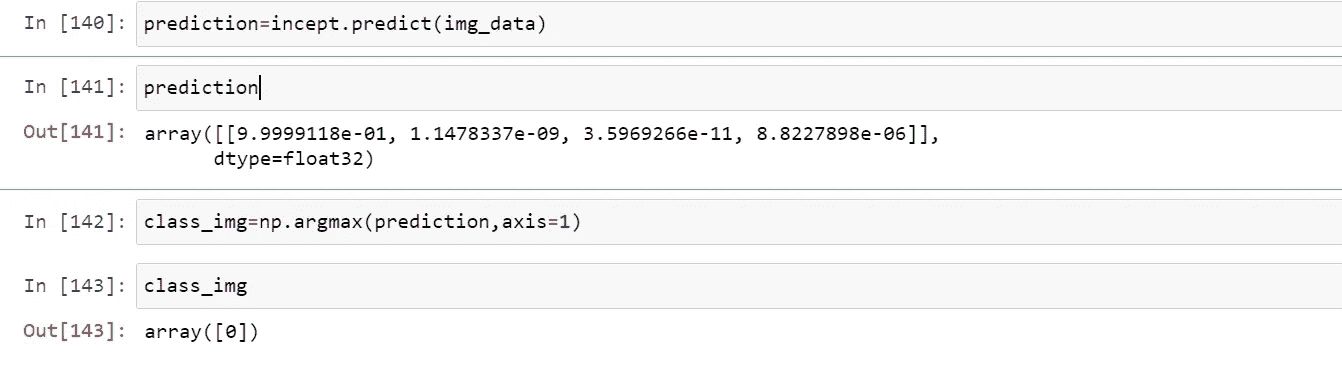 In [140]: prediction=incept.predict(img_data)
In [141]: prediction
Out[141]: array([[9.9999118e-01, 1.1478337e-09, 3.5969266e-11, 8.8227898e-06]],
dtype=float32)
In [142]: class_img=np.argmax(prediction,axis=1)
In [143]: class_img
Out[143]: array([0])